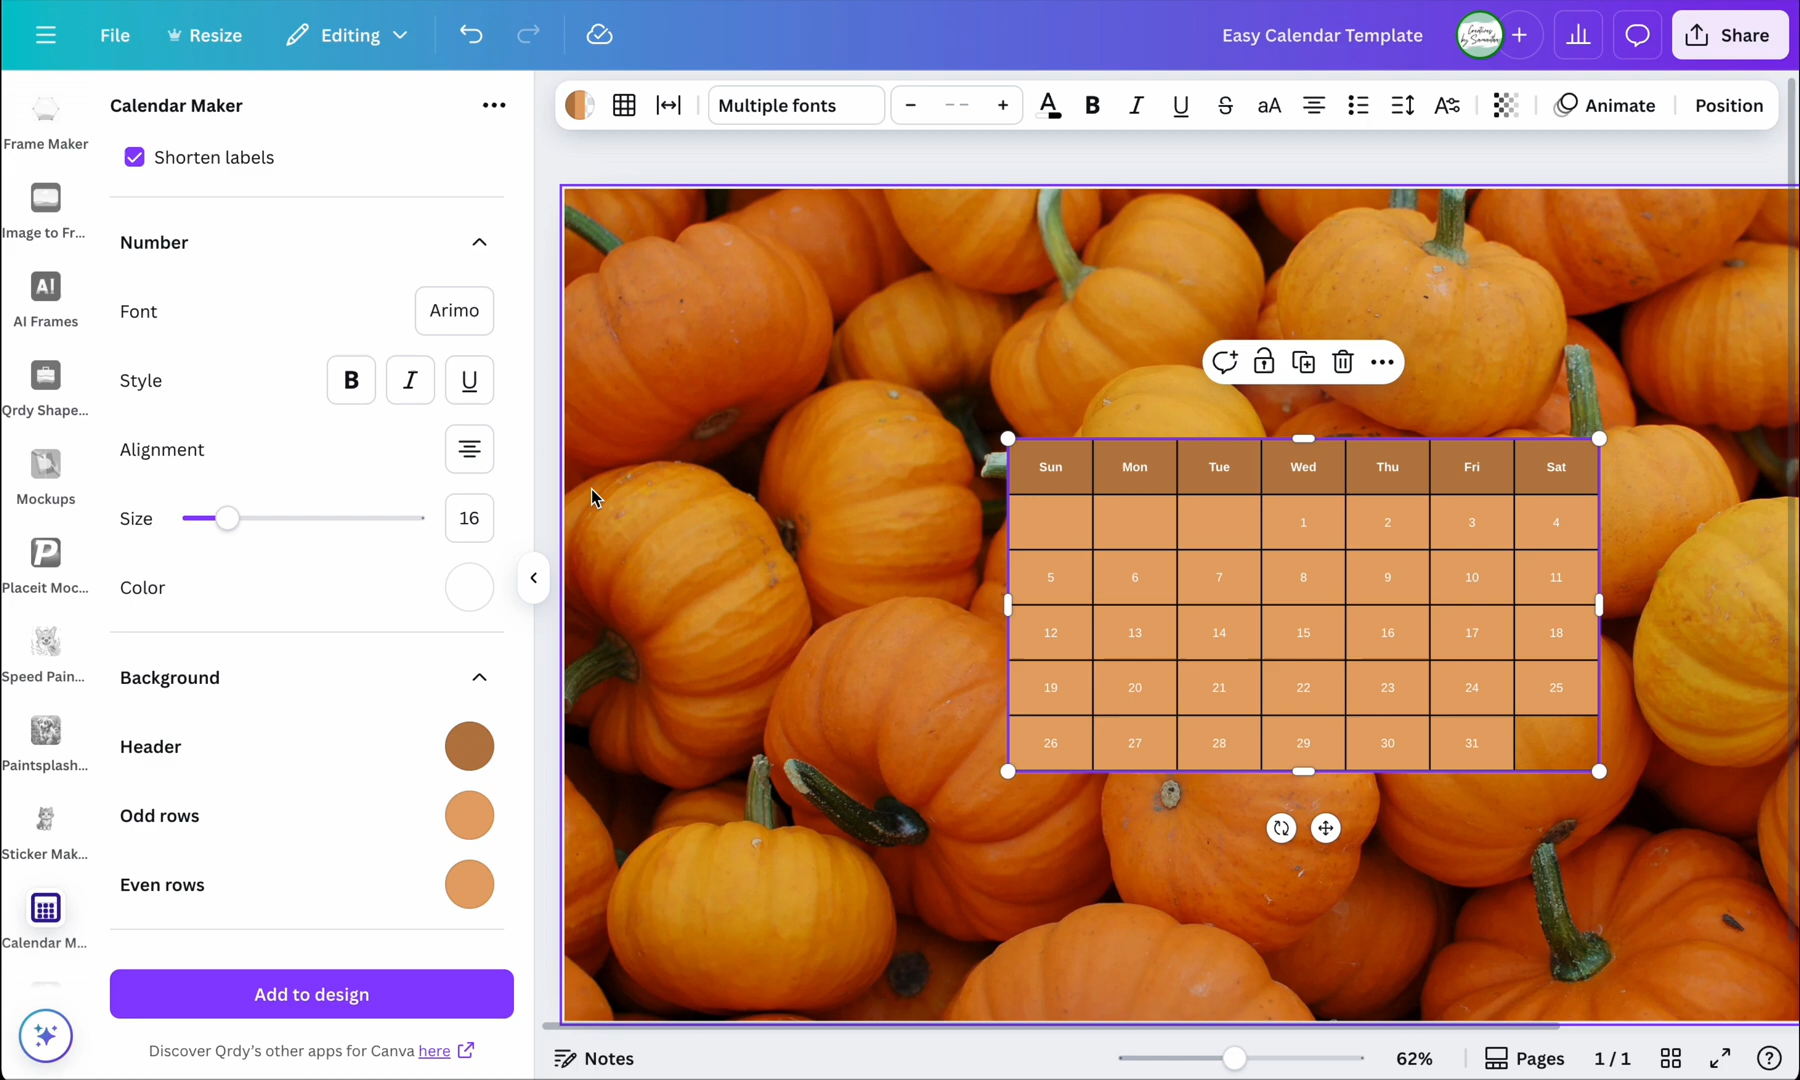 File
Resize
Editing
Easy Calendar Template
Creations by Samantha
Share
Frame Maker
Image to Fr...
AI
AI Frames
Qrdy Shape...
Mockups
Placeit Moc...
Speed Pain...
Paintsplash...
Sticker Mak...
Calendar M...
Calendar Maker
Shorten labels
Number
Font
Arimo
Style
B I U
Alignment
Size
16
Color
Background
Header
Odd rows
Even rows
Add to design
Discover Qrdy's other apps for Canva here
Multiple fonts
– -- +
A B I U S aA
Animate
Position
Sun Mon Tue Wed Thu Fri Sat
1 2 3 4
5 6 7 8 9 10 11
12 13 14 15 16 17 18
19 20 21 22 23 24 25
26 27 28 29 30 31
Notes
62%
Pages
1 / 1